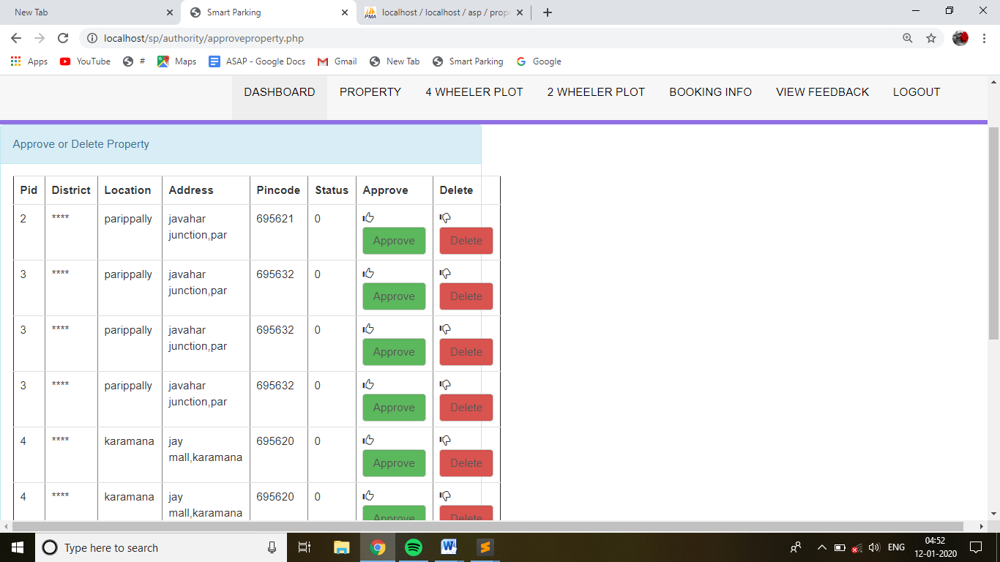 New Tab
Smart Parking
PMA
localhost / localhost / asp / prop
localhost/sp/authority/approveproperty.php
Apps YouTube # Maps ASAP - Google Docs Gmail New Tab Smart Parking Google
DASHBOARD PROPERTY 4 WHEELER PLOT 2 WHEELER PLOT BOOKING INFO VIEW FEEDBACK LOGOUT
Approve or Delete Property
Pid District Location Address Pincode Status Approve Delete
2 **** parippally javahar 695621 0
junction,par Approve Delete
3 **** parippally javahar 695632 0
junction,par Approve Delete
3 **** parippally javahar 695632 0
junction,par Approve Delete
3 **** parippally javahar 695632 0
junction,par Approve Delete
4 **** karamana jay 695620 0
mall,karamana Approve Delete
4 **** karamana jay 695620 0
mall,karamana Approve Delete
Type here to search
ENG
04:52
12-01-2020